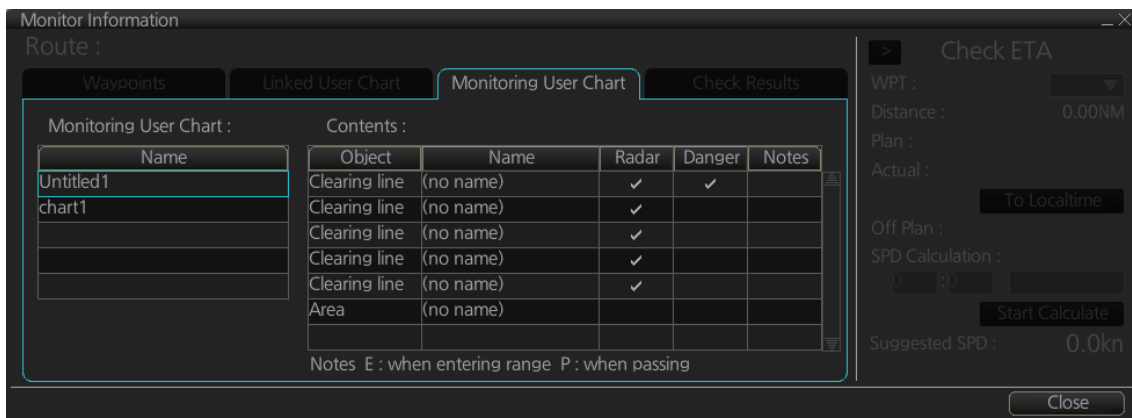 Monitor Information
Route :
Waypoints Linked User Chart Monitoring User Chart Check Results
Monitoring User Chart :
Name
Untitled1
chart1
Contents :
Object Name Radar Danger Notes
Clearing line (no name) ✓ ✓
Clearing line (no name) ✓
Clearing line (no name) ✓
Clearing line (no name) ✓
Clearing line (no name) ✓
Area (no name)
Notes E : when entering range P : when passing
> Check ETA
WPT :
Distance : 0.00NM
Plan :
Actual :
To Localtime
Off Plan :
SPD Calculation :
0 : 0
Start Calculate
Suggested SPD : 0.0kn
Close